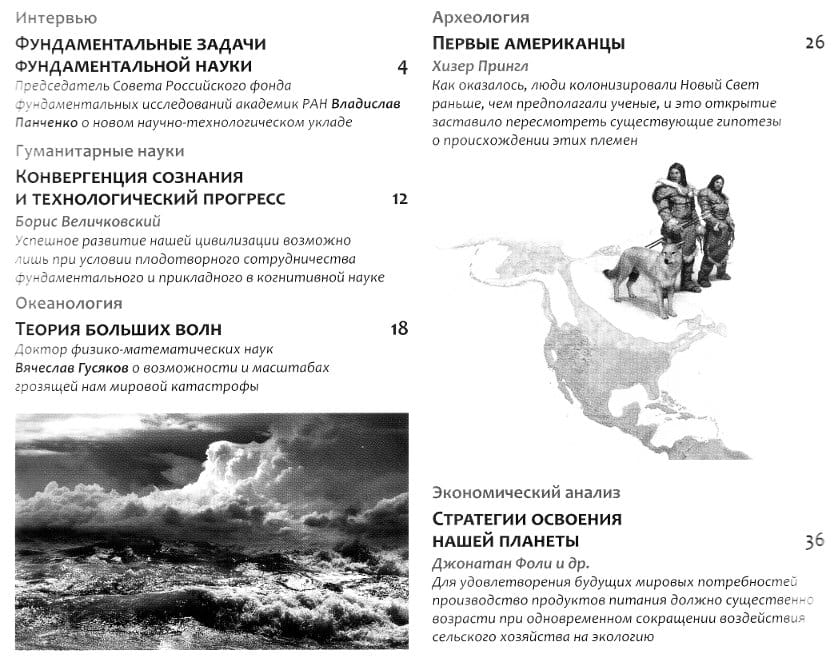 Интервью
Фундаментальные задачи
фундаментальной науки 4
Председатель Совета Российского фонда
фундаментальных исследований академик РАН Владислав
Панченко о новом научно-технологическом укладе
Гуманитарные науки
Конвергенция сознания
и технологический прогресс 12
Борис Величковский
Успешное развитие нашей цивилизации возможно
лишь при условии плодотворного сотрудничества
фундаментального и прикладного в когнитивной науке
Океанология
Теория больших волн 18
Доктор физико-математических наук
Вячеслав Гусяков о возможности и масштабах
грозящей нам мировой катастрофы
Археология
Первые американцы 26
Хизер Прингл
Как оказалось, люди колонизировали Новый Свет
раньше, чем предполагали ученые, и это открытие
заставило пересмотреть существующие гипотезы
о происхождении этих племен
Экономический анализ
Стратегии освоения
нашей планеты 36
Джонатан Фоли и др.
Для удовлетворения будущих мировых потребностей
производство продуктов питания должно существенно
возрасти при одновременном сокращении воздействия
сельского хозяйства на экологию